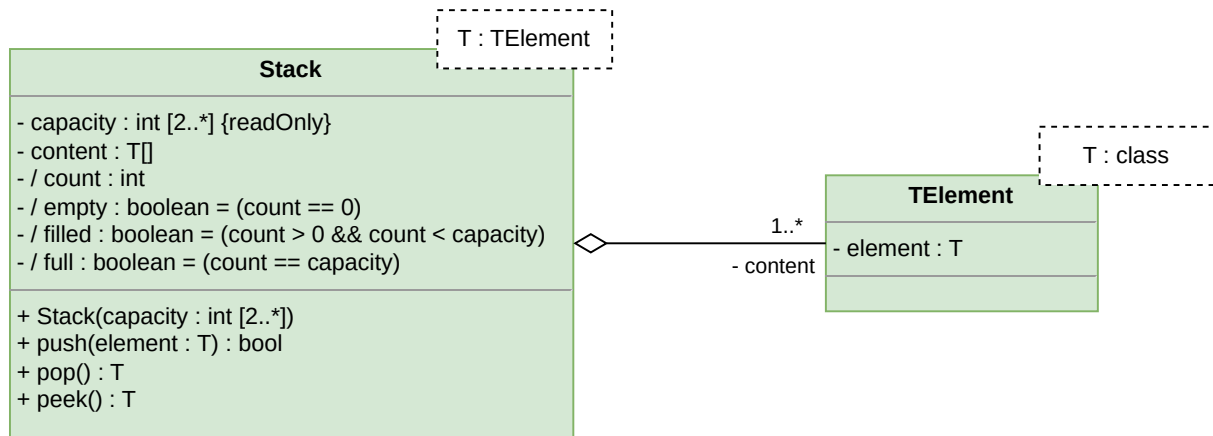 T : TElement
Stack
- capacity : int [2..*] {readOnly}
- content : T[]
- / count : int
- / empty : boolean = (count == 0)
- / filled : boolean = (count > 0 && count < capacity)
- / full : boolean = (count == capacity)
+ Stack(capacity : int [2..*])
+ push(element : T) : bool
+ pop() : T
+ peek() : T
1..*
- content
T : class
TElement
- element : T